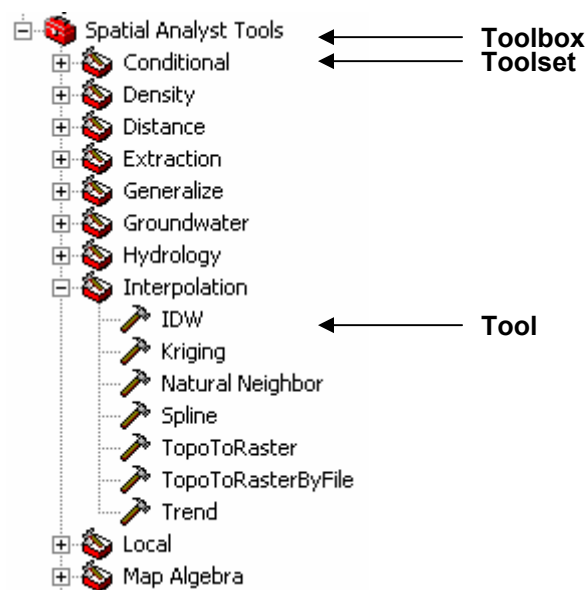 Spatial Analyst Tools
Toolbox
Conditional
Toolset
Density
Distance
Extraction
Generalize
Groundwater
Hydrology
Interpolation
IDW
Tool
Kriging
Natural Neighbor
Spline
TopoToRaster
TopoToRasterByFile
Trend
Local
Map Algebra